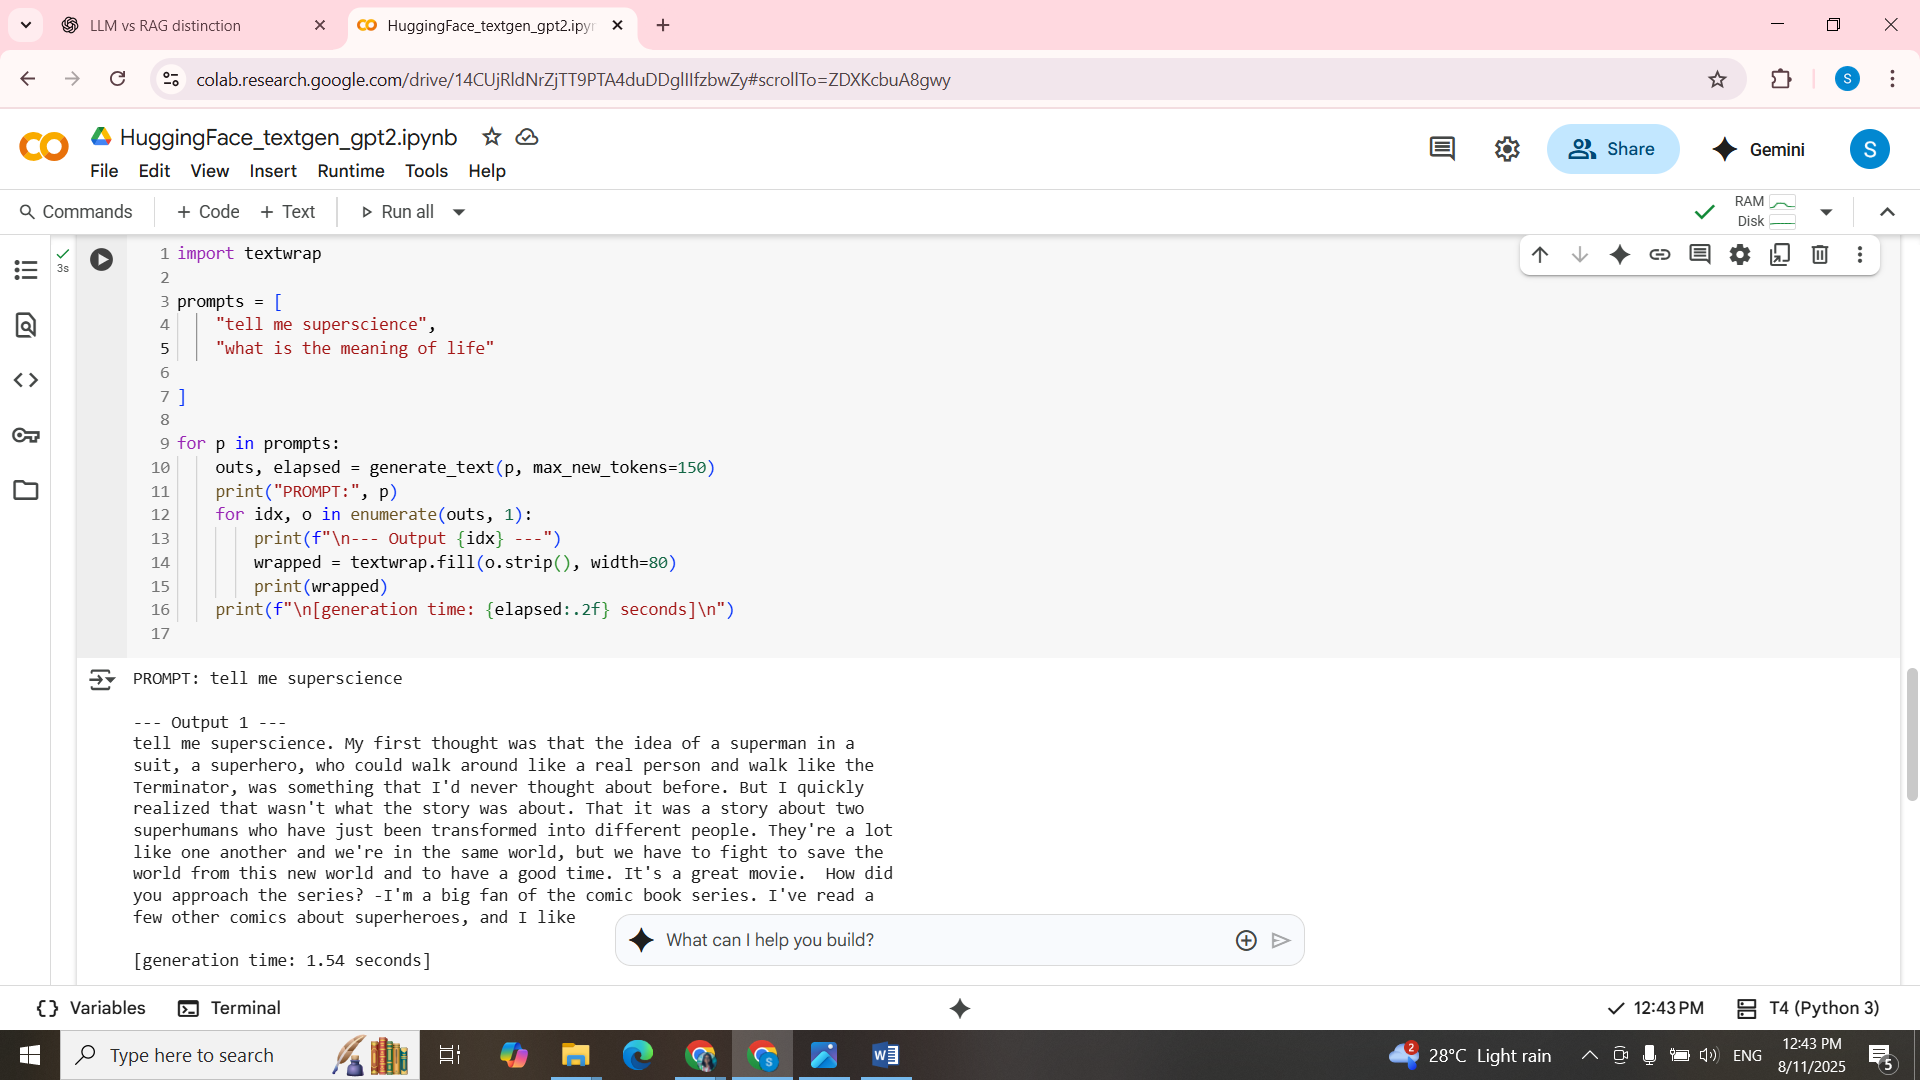 LLM vs RAG distinction
HuggingFace_textgen_gpt2.ipyn
colab.research.google.com/drive/14CUjRldNrZjTT9PTA4duDDglIIfzbwZy#scrollTo=ZDXKcbuA8gwy
S
HuggingFace_textgen_gpt2.ipynb
File Edit View Insert Runtime Tools Help
Share
Gemini
S
Commands + Code + Text Run all
RAM
Disk
3s
1 import textwrap
2
3 prompts = [
4 "tell me superscience",
5 "what is the meaning of life"
6
7 ]
8
9 for p in prompts:
10 outs, elapsed = generate_text(p, max_new_tokens=150)
11 print("PROMPT:", p)
12 for idx, o in enumerate(outs, 1):
13 print(f"\n--- Output {idx} ---")
14 wrapped = textwrap.fill(o.strip(), width=80)
15 print(wrapped)
16 print(f"\n[generation time: {elapsed:.2f} seconds]\n")
17
PROMPT: tell me superscience
--- Output 1 ---
tell me superscience. My first thought was that the idea of a superman in a
suit, a superhero, who could walk around like a real person and walk like the
Terminator, was something that I'd never thought about before. But I quickly
realized that wasn't what the story was about. That it was a story about two
superhumans who have just been transformed into different people. They're a lot
like one another and we're in the same world, but we have to fight to save the
world from this new world and to have a good time. It's a great movie.  How did
you approach the series? -I'm a big fan of the comic book series. I've read a
few other comics about superheroes, and I like
What can I help you build?
[generation time: 1.54 seconds]
Variables Terminal
12:43 PM T4 (Python 3)
Type here to search
2
28°C Light rain
ENG
12:43 PM
8/11/2025
5